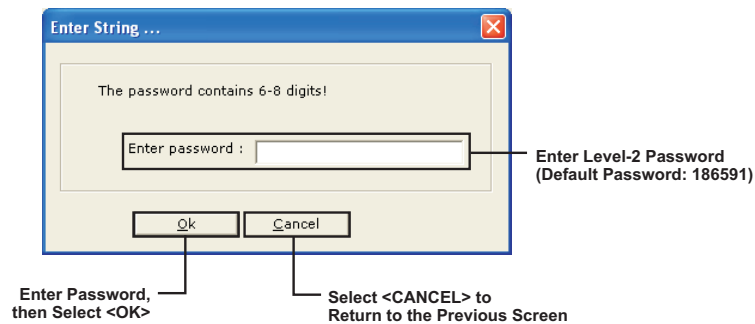 Enter String ...
The password contains 6-8 digits!
Enter password :
Enter Level-2 Password
(Default Password: 186591)
Ok
Cancel
Enter Password,
then Select <OK>
Select <CANCEL> to
Return to the Previous Screen